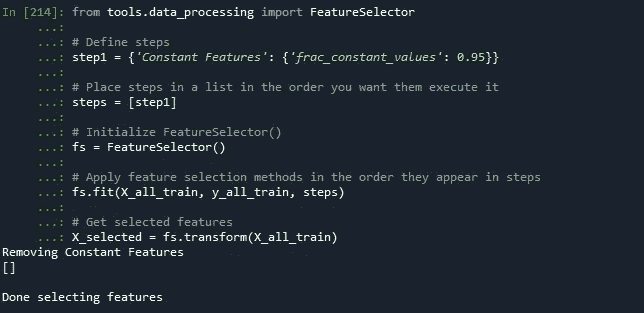 In [214]: from tools.data_processing import FeatureSelector
...:
...: # Define steps
...: step1 = {'Constant Features': {'frac_constant_values': 0.95}}
...:
...: # Place steps in a list in the order you want them execute it
...: steps = [step1]
...:
...: # Initialize FeatureSelector()
...: fs = FeatureSelector()
...:
...: # Apply feature selection methods in the order they appear in steps
...: fs.fit(X_all_train, y_all_train, steps)
...:
...: # Get selected features
...: X_selected = fs.transform(X_all_train)
Removing Constant Features
[]
Done selecting features